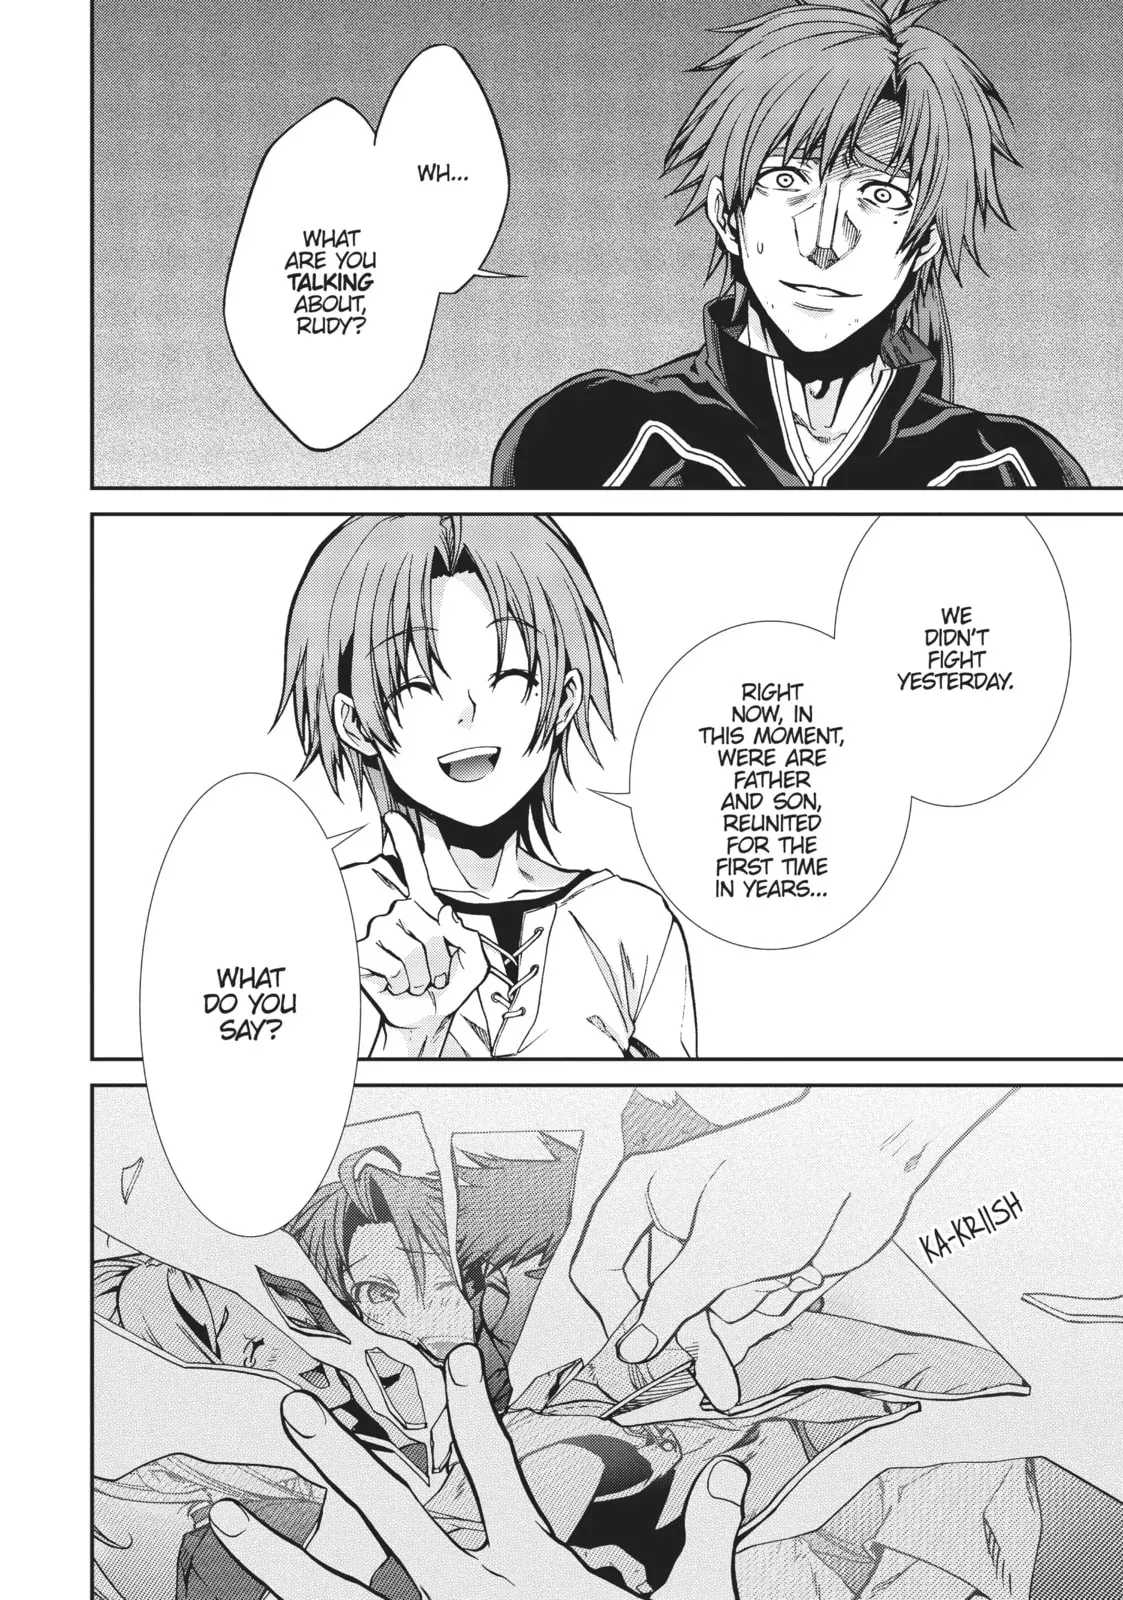 WH...
WHAT
ARE YOU
TALKING
ABOUT,
RUDY?
WE
DIDN'T
FIGHT
YESTERDAY.
RIGHT
NOW, IN
THIS MOMENT,
WERE ARE
FATHER
AND SON,
REUNITED
FOR THE
FIRST TIME
IN YEARS...
WHAT
DO YOU
SAY?
KA-KRIISH